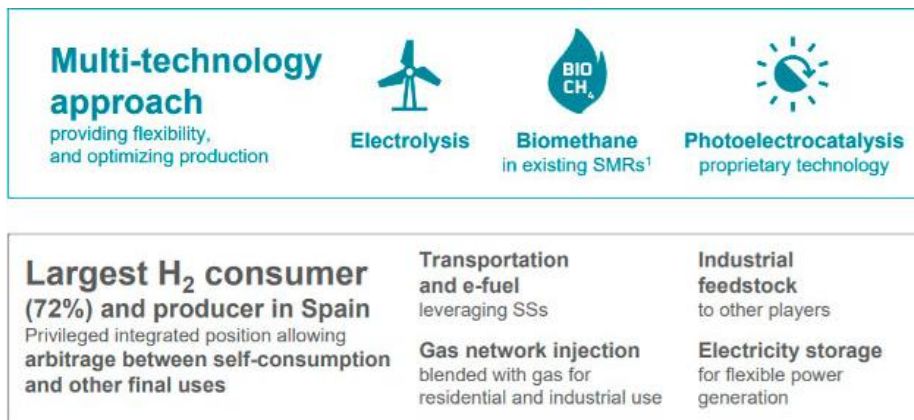 Multi-technology
approach
providing flexibility,
and optimizing production
Electrolysis
BIO
CH₄
Biomethane
in existing SMRs¹
Photoelectrocatalysis
proprietary technology
Largest H₂ consumer
(72%) and producer in Spain
Privileged integrated position allowing
arbitrage between self-consumption
and other final uses
Transportation
and e-fuel
leveraging SSs
Industrial
feedstock
to other players
Gas network injection
blended with gas for
residential and industrial use
Electricity storage
for flexible power
generation